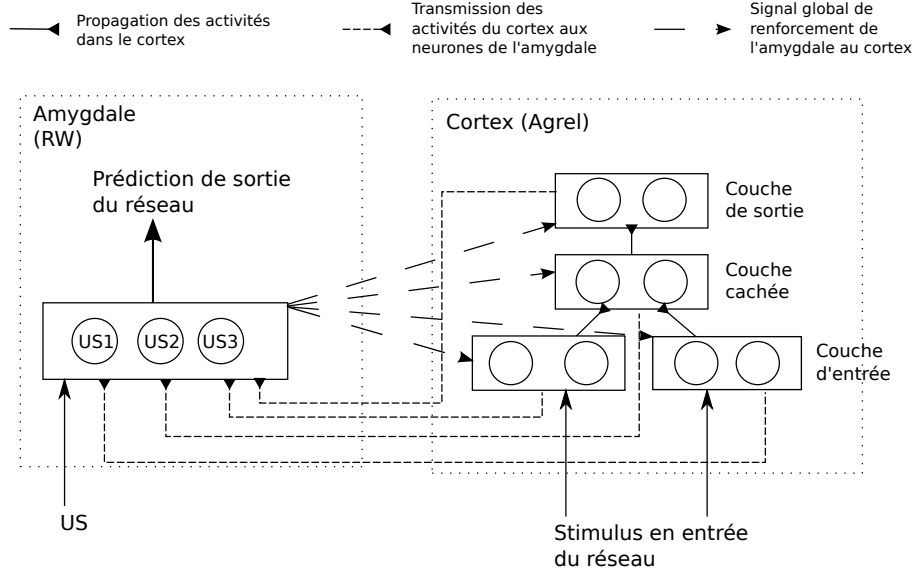 Propagation des activités
dans le cortex
Transmission des
activités du cortex aux
neurones de l'amygdale
Signal global de
renforcement de
l'amygdale au cortex
Amygdale
(RW)
Cortex (Agrel)
Prédiction de sortie
du réseau
Couche
de sortie
Couche
cachée
US1
US2
US3
Couche
d'entrée
US
Stimulus en entrée
du réseau